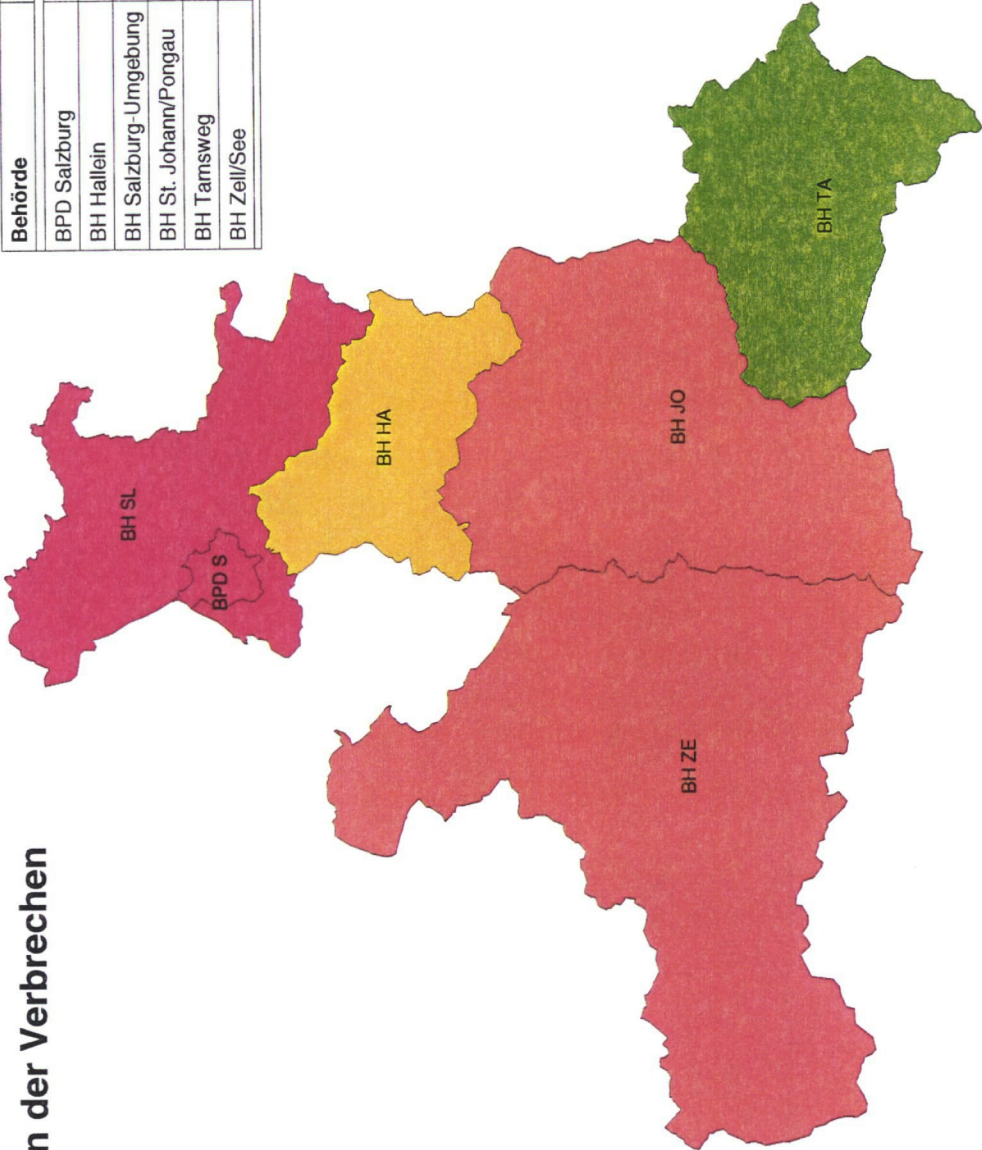 n der Verbrechen
Behörde
BPD Salzburg
BH Hallein
BH Salzburg-Umgebung
BH St. Johann/Pongau
BH Tamsweg
BH Zell/See
BH SL
BPD S
BH HA
BH JO
BH TA
BH ZE